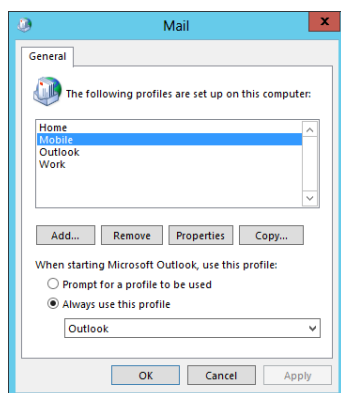 Mail
x
General
The following profiles are set up on this computer:
Home
Mobile
Outlook
Work
Add... Remove Properties Copy...
When starting Microsoft Outlook, use this profile:
Prompt for a profile to be used
Always use this profile
Outlook
OK Cancel Apply